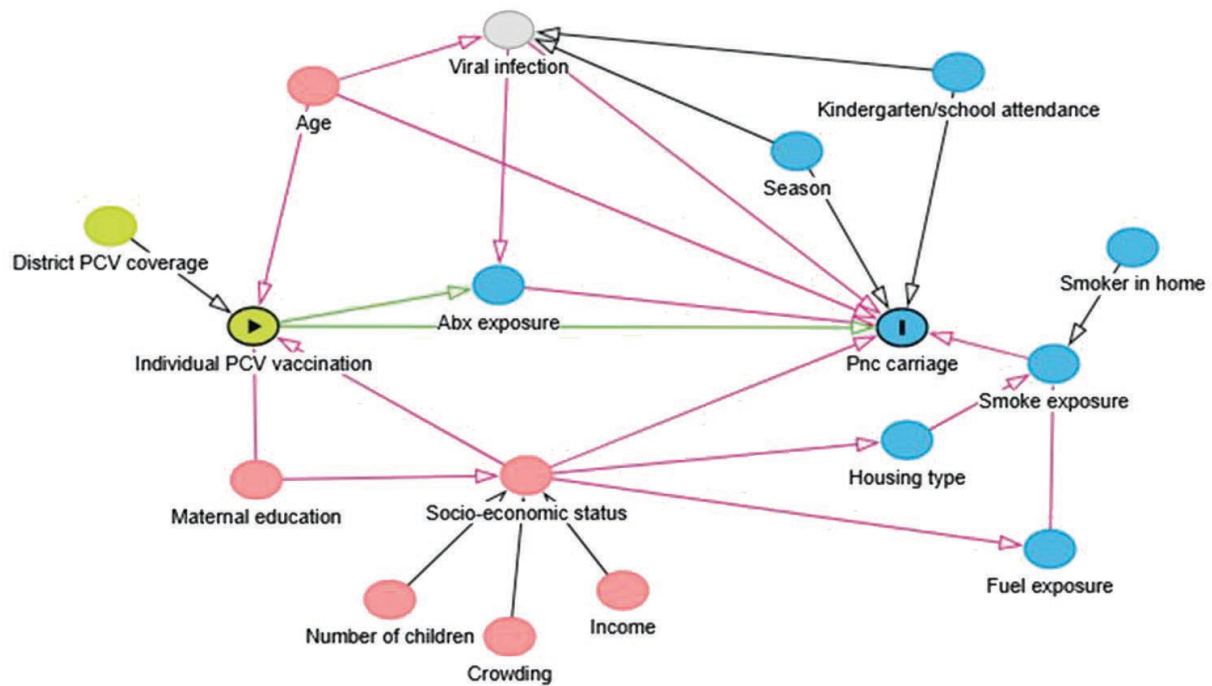 Viral infection
Kindergarten/school attendance
Age
Season
District PCV coverage
Smoker in home
Abx exposure
Individual PCV vaccination
Pnc carriage
Smoke exposure
Housing type
Maternal education
Socio-economic status
Fuel exposure
Number of children
Income
Crowding